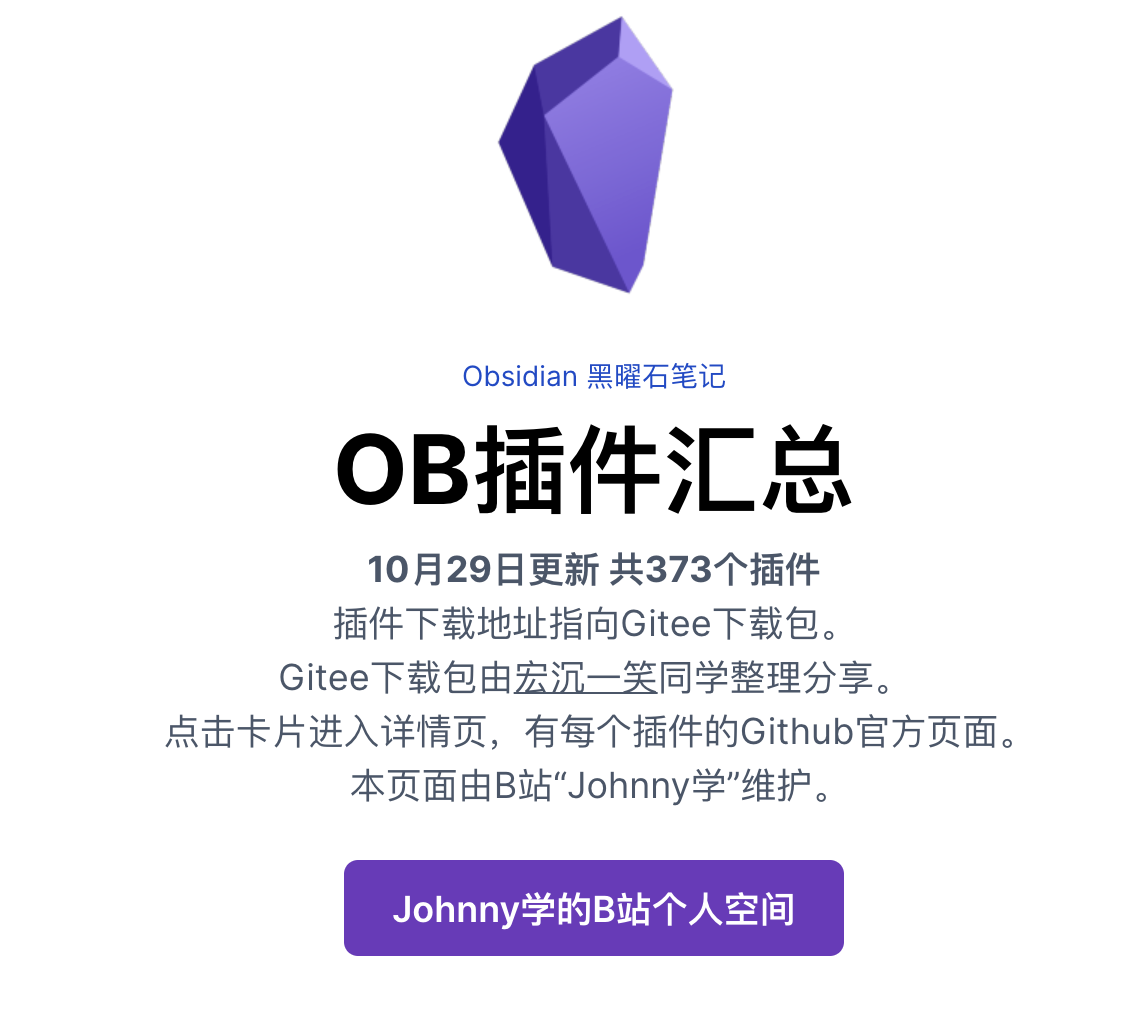 Obsidian 黑曜石笔记
OB插件汇总
10月29日更新 共373个插件
插件下载地址指向Gitee下载包。
Gitee下载包由宏沉一笑同学整理分享。
点击卡片进入详情页，有每个插件的Github官方页面。
本页面由B站“Johnny学”维护。
Johnny学的B站个人空间